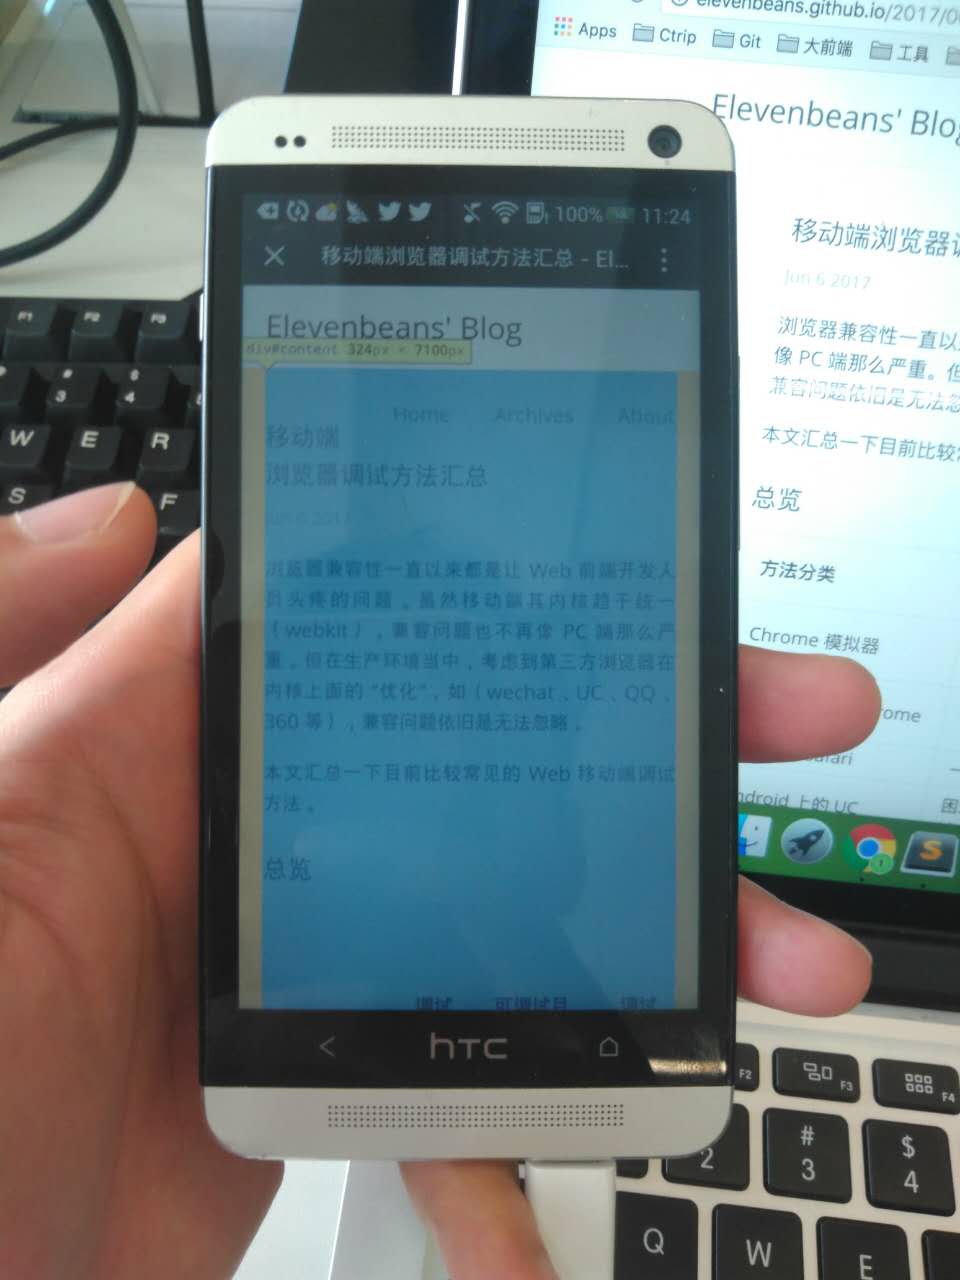 elevenbeans.github.io/2017/0
Apps
Ctrip
Git
大前端
工具
Elevenbeans' Blog
移动端浏览器
Jun 6 2017
浏览器兼容性一直以
像 PC 端那么严重。但
兼容问题依旧是无法忽
本文汇总一下目前比较常
总览
方法分类
Chrome 模拟器
ome
afari
ndroid 上的 UC
困
100%
11:24
移动端浏览器调试方法汇总 - El...
Elevenbeans' Blog
div#content 324px × 7100px
Home Archives About
移动端
浏览器调试方法汇总
Jun 6 2017
浏览器兼容性一直以来都是让 Web 前端开发人
员头疼的问题。虽然移动端其内核趋于统一
（webkit），兼容问题也不再像 PC 端那么严
重。但在生产环境当中，考虑到第三方浏览器在
内核上面的 “优化”，如（wechat、UC、QQ、
360 等），兼容问题依旧是无法忽略。
本文汇总一下目前比较常见的 Web 移动端调试
方法。
总览
调试 可调试目 调试
hTC
F1
F2
F3
#
3
$
4
W
E
R
S
F
F2
F3
F4
2
#
3
$
4
Q
W
E
1
S